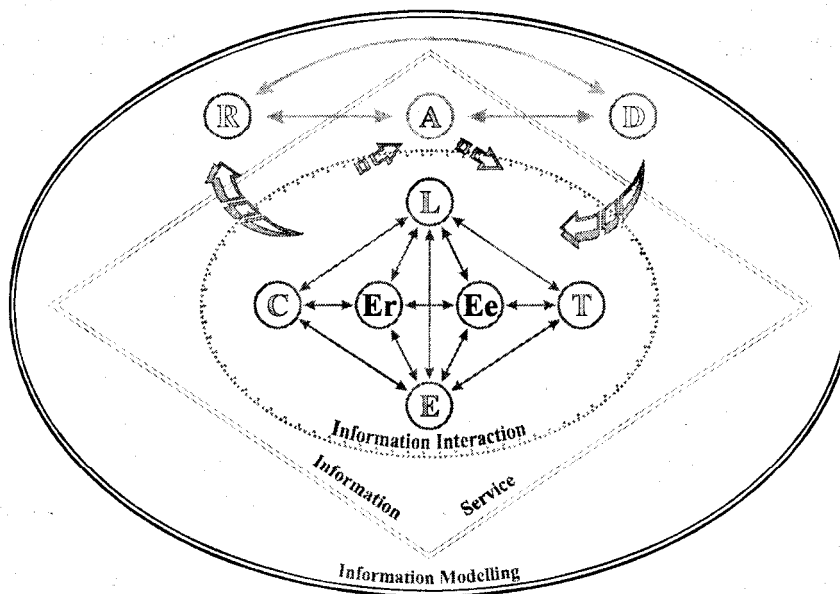 R A D
L
C Er Ee T
E
Information Interaction
Information Service
Information Modelling